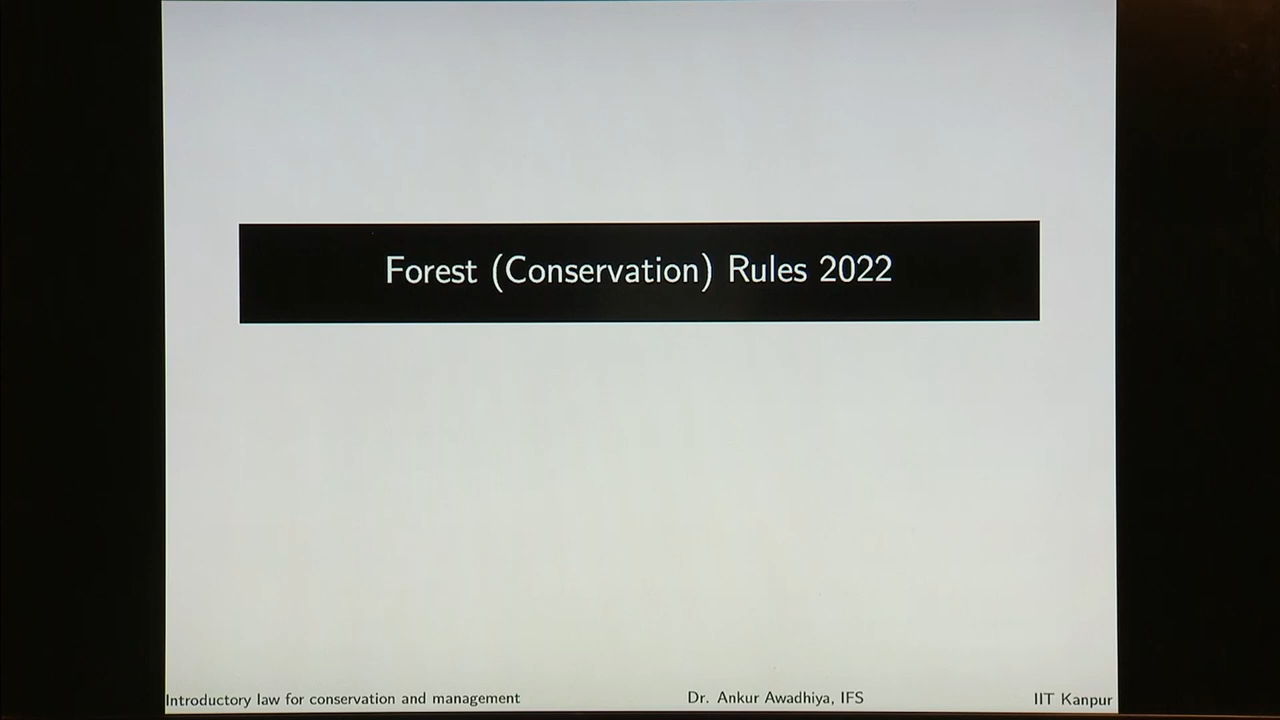 Forest (Conservation) Rules 2022
Introductory law for conservation and management Dr. Ankur Awadhiya, IFS IIT Kanpur